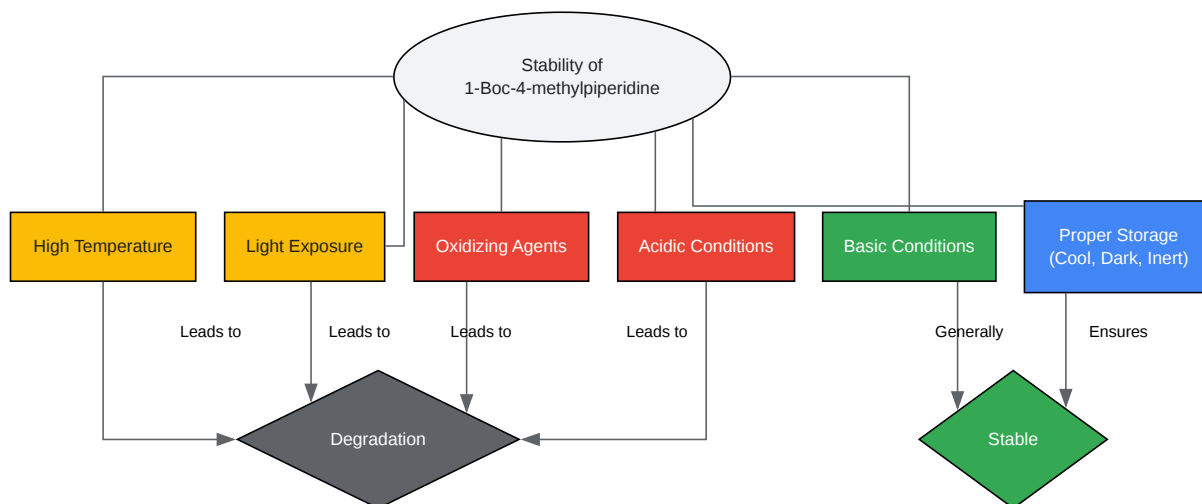 Stability of
1-Boc-4-methylpiperidine
High Temperature
Light Exposure
Oxidizing Agents
Acidic Conditions
Basic Conditions
Proper Storage
(Cool, Dark, Inert)
Leads to
Leads to
Leads to
Leads to
Generally
Ensures
Degradation
Stable